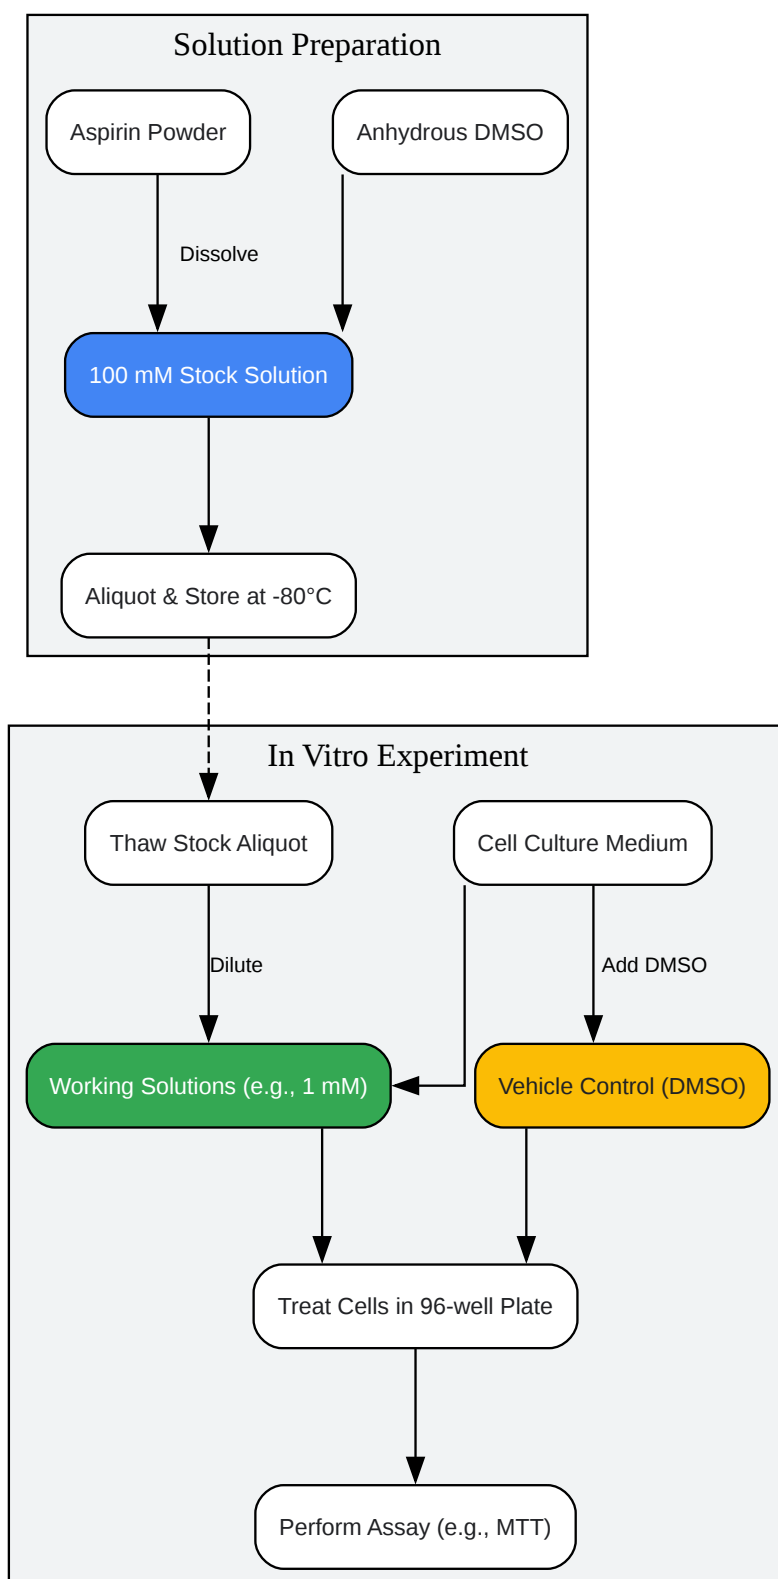 Solution Preparation
Aspirin Powder
Anhydrous DMSO
Dissolve
100 mM Stock Solution
Aliquot & Store at -80°C
In Vitro Experiment
Thaw Stock Aliquot
Cell Culture Medium
Dilute
Add DMSO
Working Solutions (e.g., 1 mM)
Vehicle Control (DMSO)
Treat Cells in 96-well Plate
Perform Assay (e.g., MTT)